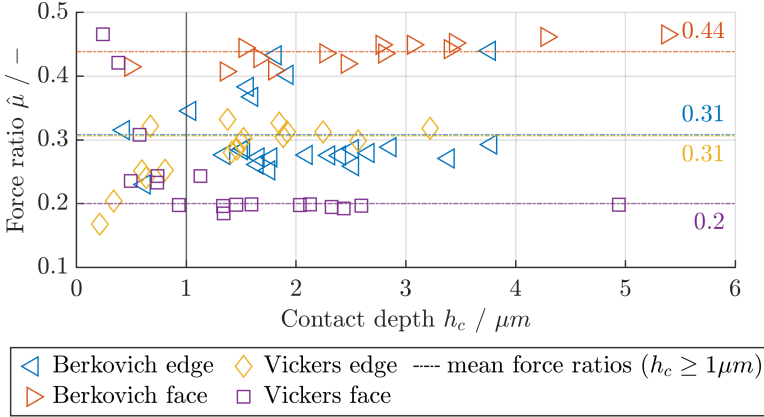 0.5
0.4
0.3
0.2
0.1
Force ratio μ̂ / −
0.44
0.31
0.31
0.2
0 1 2 3 4 5 6
Contact depth h_c / μm
Berkovich edge Vickers edge mean force ratios (h_c ≥ 1μm)
Berkovich face Vickers face